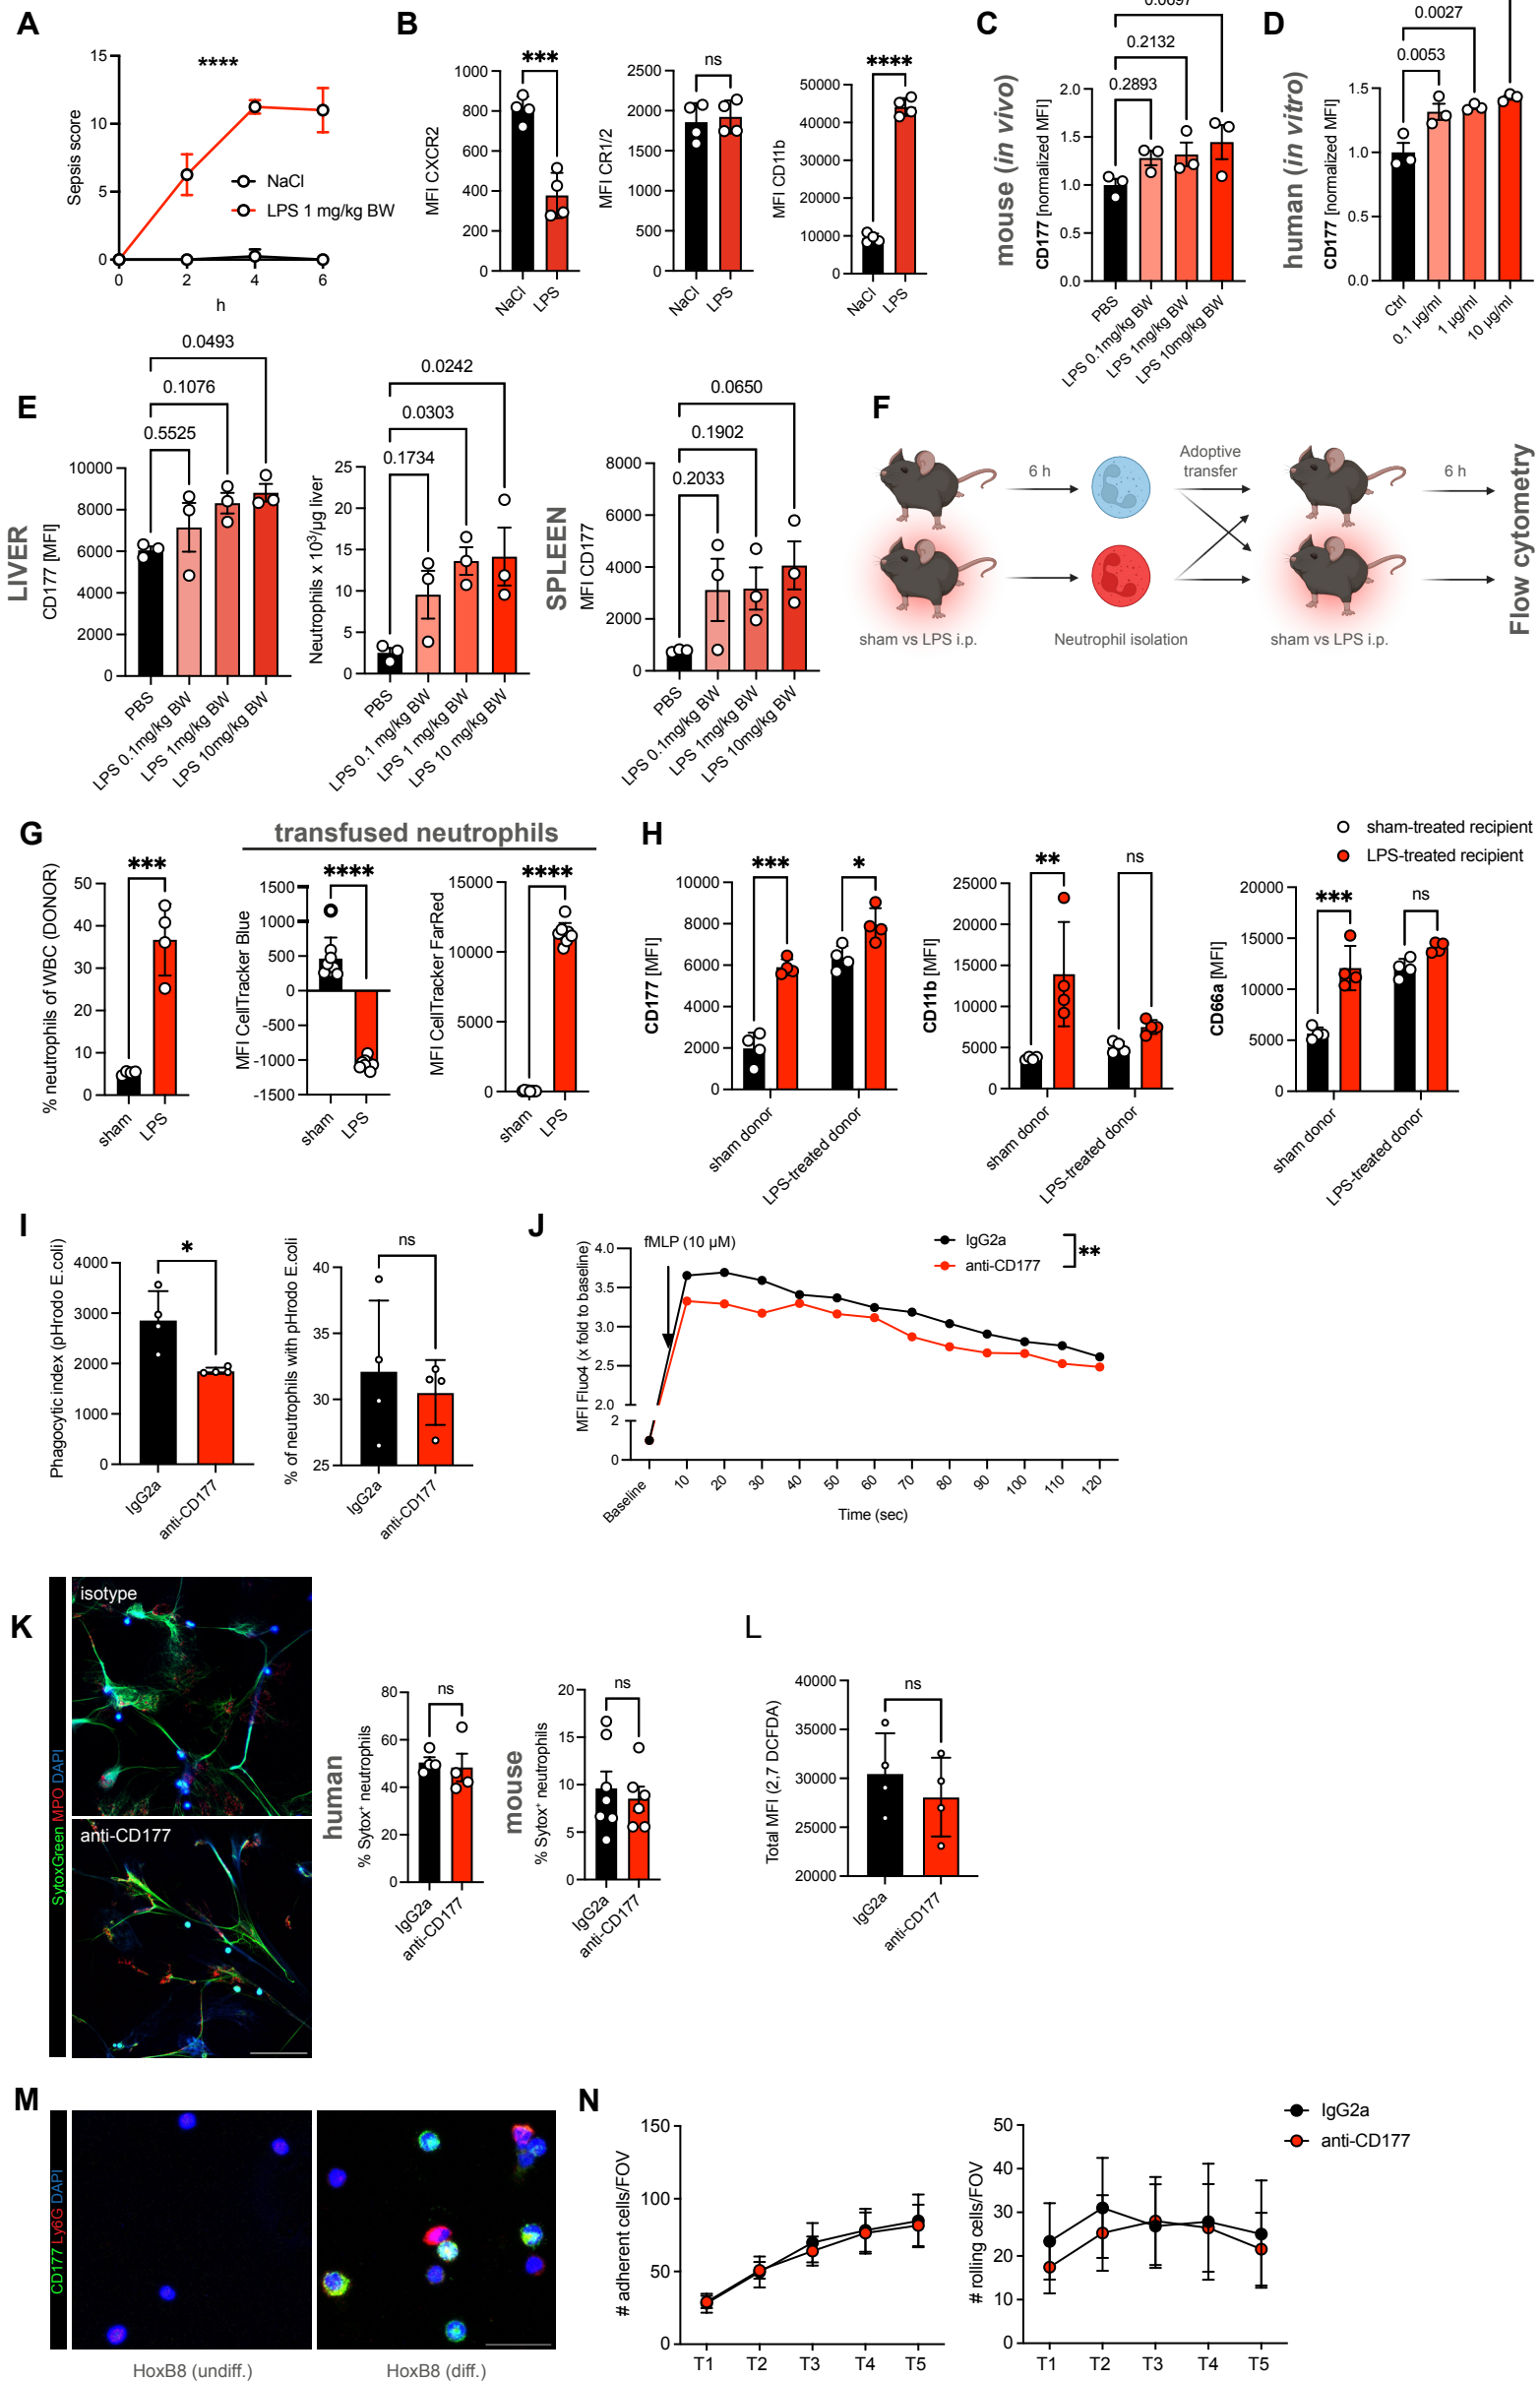 A
Sepsis score
15
10
5
0
****
NaCl
LPS 1 mg/kg BW
0
2
4
6
h
B
MFI CXCR2
1000
800
600
400
200
0
***
NaCl
LPS
MFI CR1/2
2500
2000
1500
1000
500
0
ns
NaCl
LPS
MFI CD11b
50000
40000
30000
20000
10000
0
****
NaCl
LPS
C
mouse (in vivo)
CD177 [normalized MFI]
0.2132
0.2893
2.0
1.5
1.0
0.5
0.0
PBS
LPS 0.1mg/kg BW
LPS 1mg/kg BW
LPS 10mg/kg BW
D
human (in vitro)
CD177 [normalized MFI]
0.0027
0.0053
1.5
1.0
0.5
0.0
Ctrl
0.1 µg/ml
1 µg/ml
10 µg/ml
E
LIVER
CD177 [MFI]
0.0493
0.1076
0.5525
10000
8000
6000
4000
2000
0
PBS
LPS 0.1mg/kg BW
LPS 1mg/kg BW
LPS 10mg/kg BW
Neutrophils x 10³/µg liver
0.0242
0.0303
0.1734
25
20
15
10
5
0
PBS
LPS 0.1 mg/kg BW
LPS 1 mg/kg BW
LPS 10 mg/kg BW
SPLEEN
MFI CD177
0.0650
0.1902
0.2033
8000
6000
4000
2000
0
PBS
LPS 0.1mg/kg BW
LPS 1mg/kg BW
LPS 10mg/kg BW
F
6 h
Adoptive
transfer
6 h
sham vs LPS i.p.
Neutrophil isolation
sham vs LPS i.p.
Flow cytometry
G
% neutrophils of WBC (DONOR)
50
40
30
20
10
0
***
sham
LPS
transfused neutrophils
MFI CellTracker Blue
1500
1000
500
0
-500
-1000
-1500
****
sham
LPS
MFI CellTracker FarRed
15000
10000
5000
0
****
sham
LPS
H
sham-treated recipient
LPS-treated recipient
CD177 [MFI]
10000
8000
6000
4000
2000
0
***
*
sham donor
LPS-treated donor
CD11b [MFI]
25000
20000
15000
10000
5000
0
**
ns
sham donor
LPS-treated donor
CD66a [MFI]
20000
15000
10000
5000
0
***
ns
sham donor
LPS-treated donor
I
Phagocytic index (pHrodo E.coli)
4000
3000
2000
1000
0
*
IgG2a
anti-CD177
% of neutrophils with pHrodo E.coli
40
35
30
25
ns
IgG2a
anti-CD177
J
MFI Fluo4 (x fold to baseline)
fMLP (10 µM)
IgG2a
anti-CD177
**
4.0
3.5
3.0
2.5
2.0
2
0
Baseline
10
20
30
40
50
60
70
80
90
100
110
120
Time (sec)
K
SytoxGreen MPO DAPI
isotype
anti-CD177
human
% Sytox⁺ neutrophils
80
60
40
20
0
ns
IgG2a
anti-CD177
mouse
% Sytox⁺ neutrophils
20
15
10
5
0
ns
IgG2a
anti-CD177
L
Total MFI (2,7 DCFDA)
40000
35000
30000
25000
20000
ns
IgG2a
anti-CD177
M
CD177 Ly6G DAPI
HoxB8 (undiff.)
HoxB8 (diff.)
N
# adherent cells/FOV
150
100
50
0
T1
T2
T3
T4
T5
# rolling cells/FOV
50
40
30
20
10
0
T1
T2
T3
T4
T5
IgG2a
anti-CD177